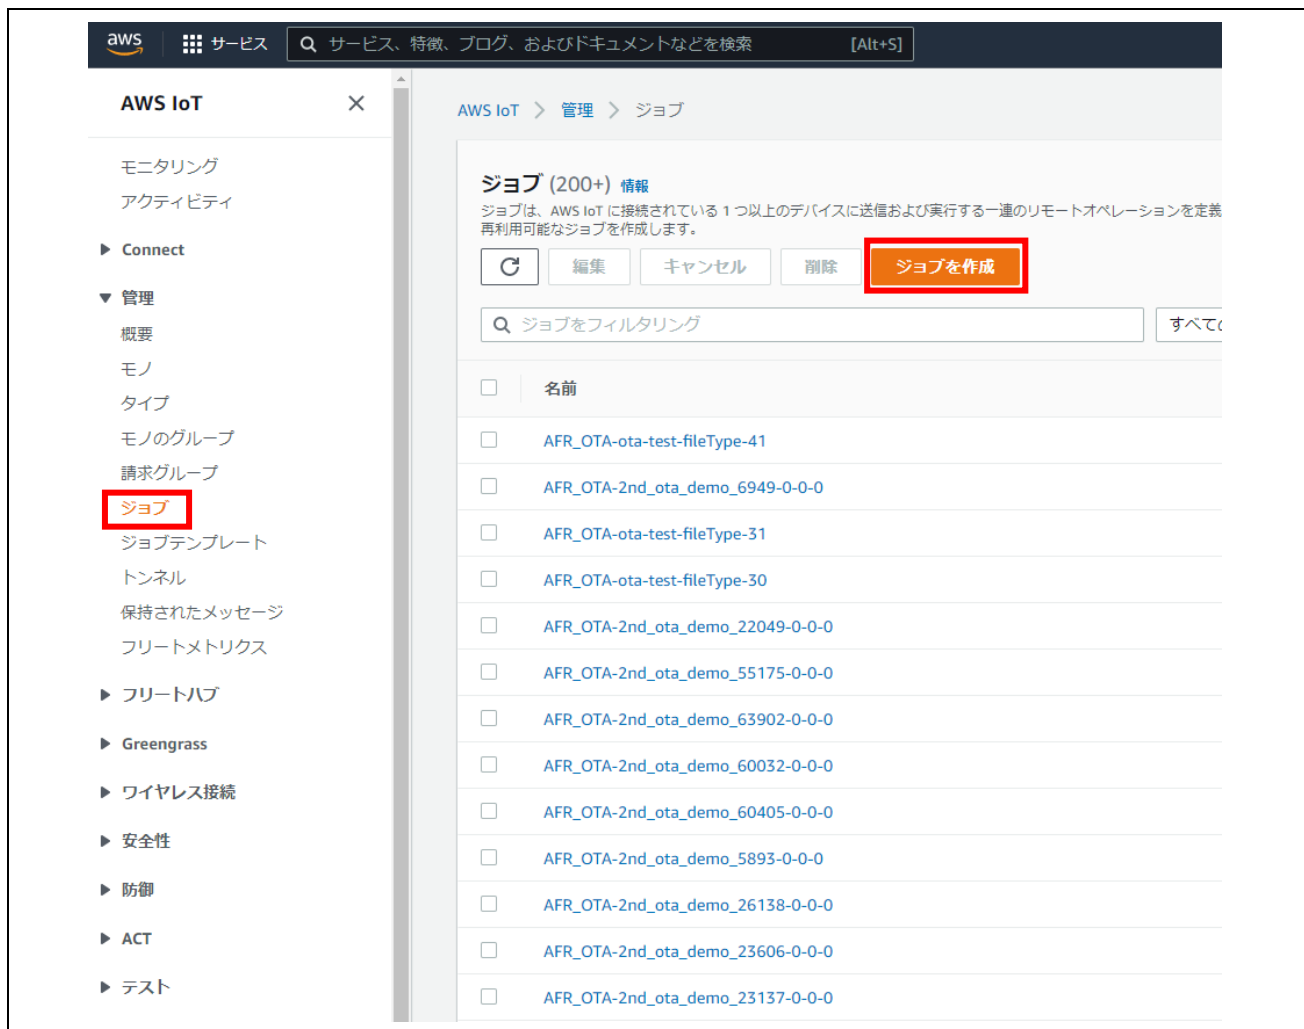 aws
サービス
サービス、特徴、ブログ、およびドキュメントなどを検索 [Alt+S]
AWS IoT
モニタリング
アクティビティ
Connect
管理
概要
モノ
タイプ
モノのグループ
請求グループ
ジョブ
ジョブテンプレート
トンネル
保持されたメッセージ
フリートメトリクス
フリートハブ
Greengrass
ワイヤレス接続
安全性
防御
ACT
テスト
AWS IoT > 管理 > ジョブ
ジョブ (200+) 情報
ジョブは、AWS IoT に接続されている 1 つ以上のデバイスに送信および実行する一連のリモートオペレーションを定義
再利用可能なジョブを作成します。
編集 キャンセル 削除 ジョブを作成
ジョブをフィルタリング すべての
名前
AFR_OTA-ota-test-fileType-41
AFR_OTA-2nd_ota_demo_6949-0-0-0
AFR_OTA-ota-test-fileType-31
AFR_OTA-ota-test-fileType-30
AFR_OTA-2nd_ota_demo_22049-0-0-0
AFR_OTA-2nd_ota_demo_55175-0-0-0
AFR_OTA-2nd_ota_demo_63902-0-0-0
AFR_OTA-2nd_ota_demo_60032-0-0-0
AFR_OTA-2nd_ota_demo_60405-0-0-0
AFR_OTA-2nd_ota_demo_5893-0-0-0
AFR_OTA-2nd_ota_demo_26138-0-0-0
AFR_OTA-2nd_ota_demo_23606-0-0-0
AFR_OTA-2nd_ota_demo_23137-0-0-0